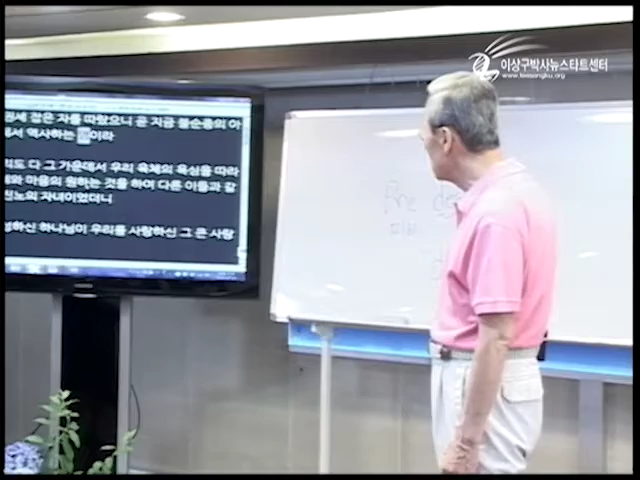 이상구박사뉴스타트센터
www.leesangku.org
권세 잡은 자를 따랐으니 곧 지금 불순종의 아
에서 역사하는 영이라
리도 다 그 가운데서 우리 육체의 욕심을 따라
체와 마음의 원하는 것을 하여 다른 이들과 같
진노의 자녀이었더니
성하신 하나님이 우리를 사랑하신 그 큰 사랑
Pre de